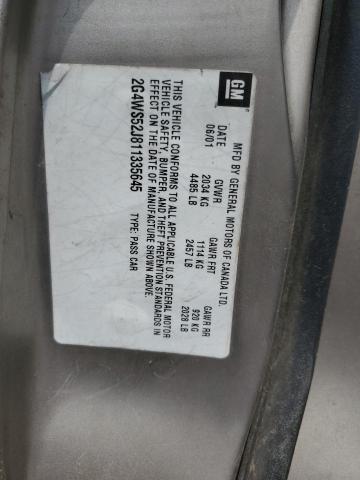 GM
MFD BY GENERAL MOTORS OF CANADA LTD.
DATE GVWR GAWR FRT GAWR RR
06/01 2034 KG 1114 KG 920 KG
4485 LB 2457 LB 2028 LB
THIS VEHICLE CONFORMS TO ALL APPLICABLE U.S. FEDERAL MOTOR
VEHICLE SAFETY, BUMPER, AND THEFT PREVENTION STANDARDS IN
EFFECT ON THE DATE OF MANUFACTURE SHOWN ABOVE.
2G4WS52J811335645 TYPE: PASS CAR